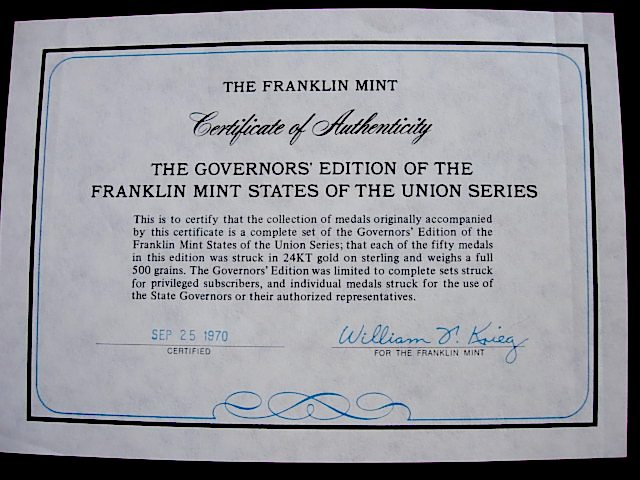 THE FRANKLIN MINT
Certificate of Authenticity
THE GOVERNORS' EDITION OF THE
FRANKLIN MINT STATES OF THE UNION SERIES
This is to certify that the collection of medals originally accompanied
by this certificate is a complete set of the Governors' Edition of the
Franklin Mint States of the Union Series; that each of the fifty medals
in this edition was struck in 24KT gold on sterling and weighs a full
500 grains. The Governors' Edition was limited to complete sets struck
for privileged subscribers, and individual medals struck for the use of
the State Governors or their authorized representatives.
SEP 25 1970 William F. Krieg
CERTIFIED FOR THE FRANKLIN MINT